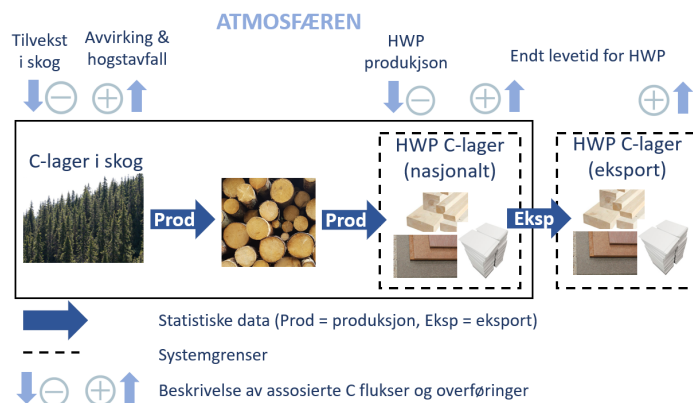 ATMOSFÆREN
Tilvekst
i skog
Avvirking &
hogstavfall
HWP
produkjson
Endt levetid for HWP
C-lager i skog
HWP C-lager
(nasjonalt)
HWP C-lager
(eksport)
Prod
Prod
Eksp
Statistiske data (Prod = produksjon, Eksp = eksport)
Systemgrenser
Beskrivelse av assosierte C flukser og overføringer